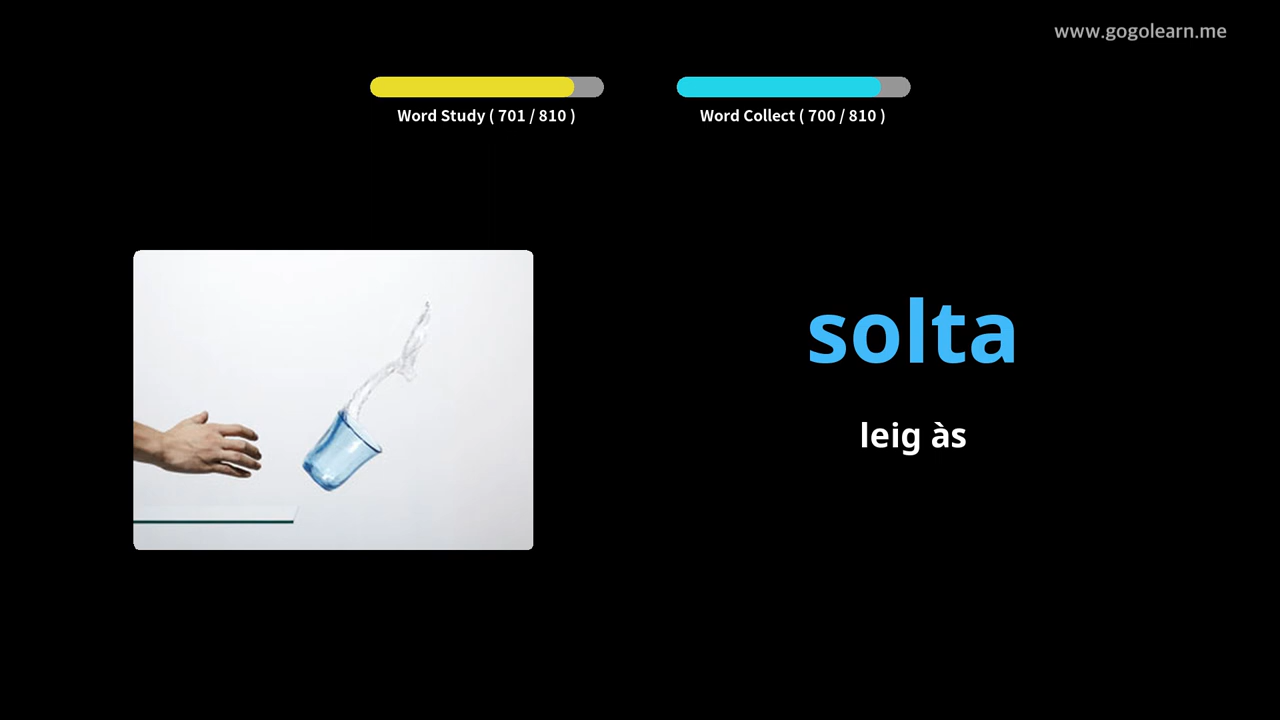 www.gogolearn.me
Word Study ( 701 / 810 )
Word Collect ( 700 / 810 )
solta
leig às